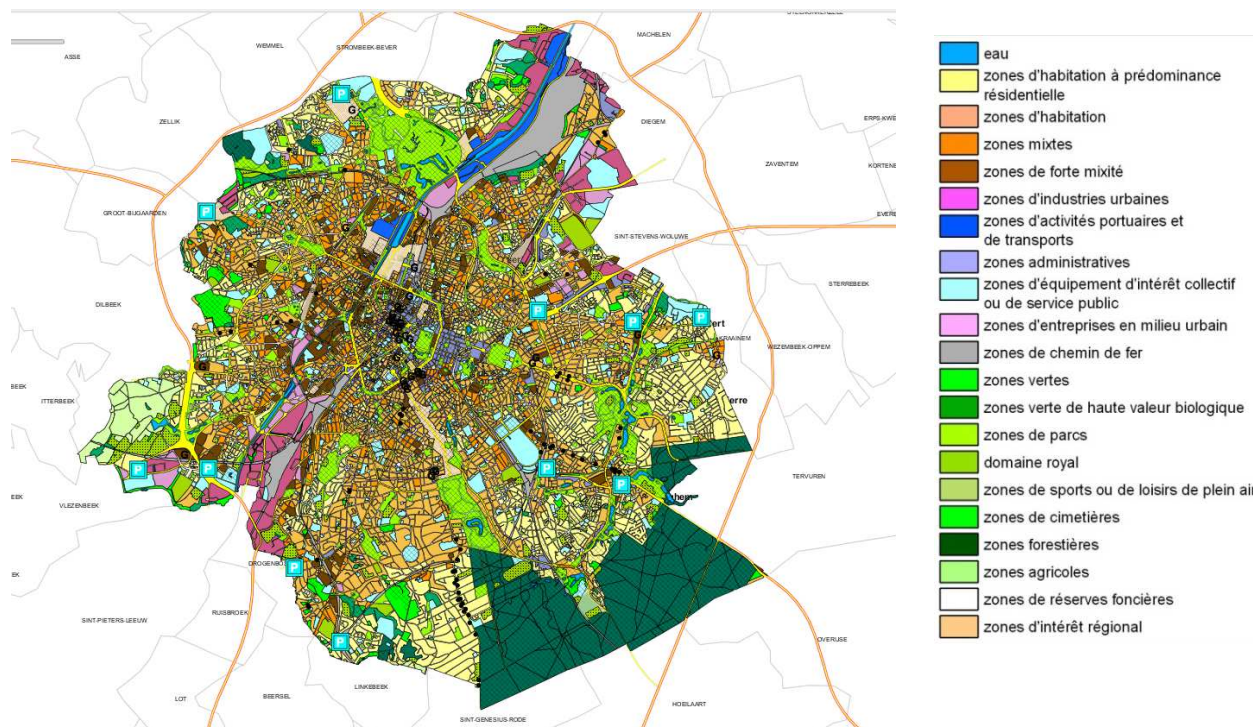 STROMBEEK-BEVER
MACHELEN
WEMMEL
ASSE
ZELLIK
DIEGEM
ZAVENTEM
GROOT-BIJGAARDEN
SINT-STEVENS-WOLUWE
DILBEEK
STERREBEEK
KRAAINEM
WEZEMBEEK-OPPEM
ITTERBEEK
TERVUREN
VLEZENBEEK
RUISBROEK
SINT-PIETERS-LEEUW
OVERIJSE
LINKEBEEK
LOT
BEERSEL
HOEILAART
SINT-GENESIUS-RODE
P
P
P
P
P
P
P
P
P
P
P
G
G
G
G
G
G
eau
zones d'habitation à prédominance
résidentielle
zones d'habitation
zones mixtes
zones de forte mixité
zones d'industries urbaines
zones d'activités portuaires et
de transports
zones administratives
zones d'équipement d'intérêt collectif
ou de service public
zones d'entreprises en milieu urbain
zones de chemin de fer
zones vertes
zones verte de haute valeur biologique
zones de parcs
domaine royal
zones de sports ou de loisirs de plein air
zones de cimetières
zones forestières
zones agricoles
zones de réserves foncières
zones d'intérêt régional